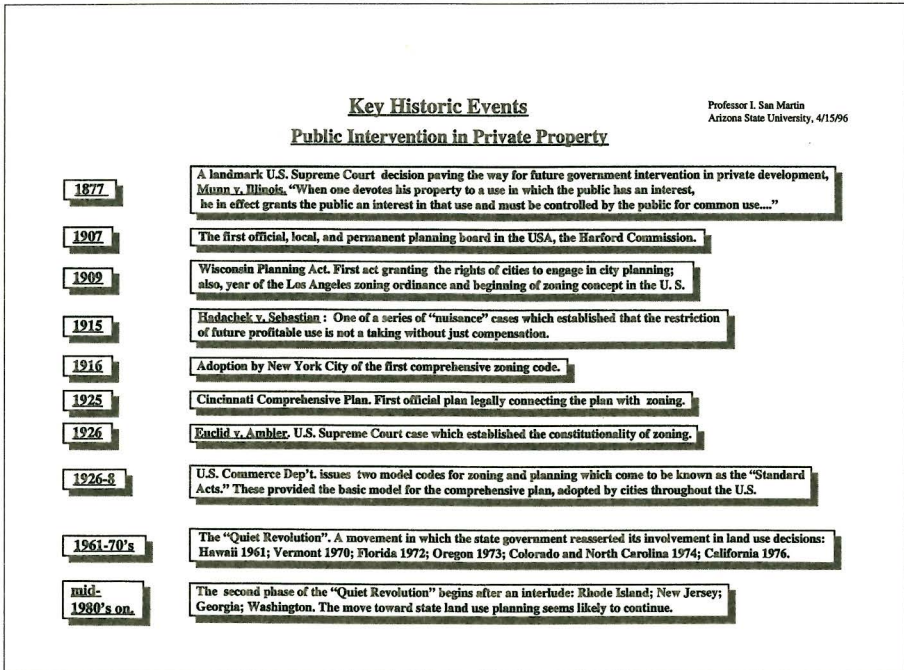 Key Historic Events
Public Intervention in Private Property
Professor I. San Martin
Arizona State University, 4/15/96
1877
A landmark U.S. Supreme Court decision paving the way for future government intervention in private development,
Munn v. Illinois. “When one devotes his property to a use in which the public has an interest,
he in effect grants the public an interest in that use and must be controlled by the public for common use....”
1907
The first official, local, and permanent planning board in the USA, the Harford Commission.
1909
Wisconsin Planning Act. First act granting the rights of cities to engage in city planning;
also, year of the Los Angeles zoning ordinance and beginning of zoning concept in the U. S.
1915
Hadachek v. Sebastian : One of a series of “nuisance” cases which established that the restriction
of future profitable use is not a taking without just compensation.
1916
Adoption by New York City of the first comprehensive zoning code.
1925
Cincinnati Comprehensive Plan. First official plan legally connecting the plan with zoning.
1926
Euclid v. Ambler. U.S. Supreme Court case which established the constitutionality of zoning.
1926-8
U.S. Commerce Dep’t. issues two model codes for zoning and planning which come to be known as the “Standard
Acts.” These provided the basic model for the comprehensive plan, adopted by cities throughout the U.S.
1961-70’s
The “Quiet Revolution”. A movement in which the state government reasserted its involvement in land use decisions:
Hawaii 1961; Vermont 1970; Florida 1972; Oregon 1973; Colorado and North Carolina 1974; California 1976.
mid-
1980’s on.
The second phase of the “Quiet Revolution” begins after an interlude: Rhode Island; New Jersey;
Georgia; Washington. The move toward state land use planning seems likely to continue.